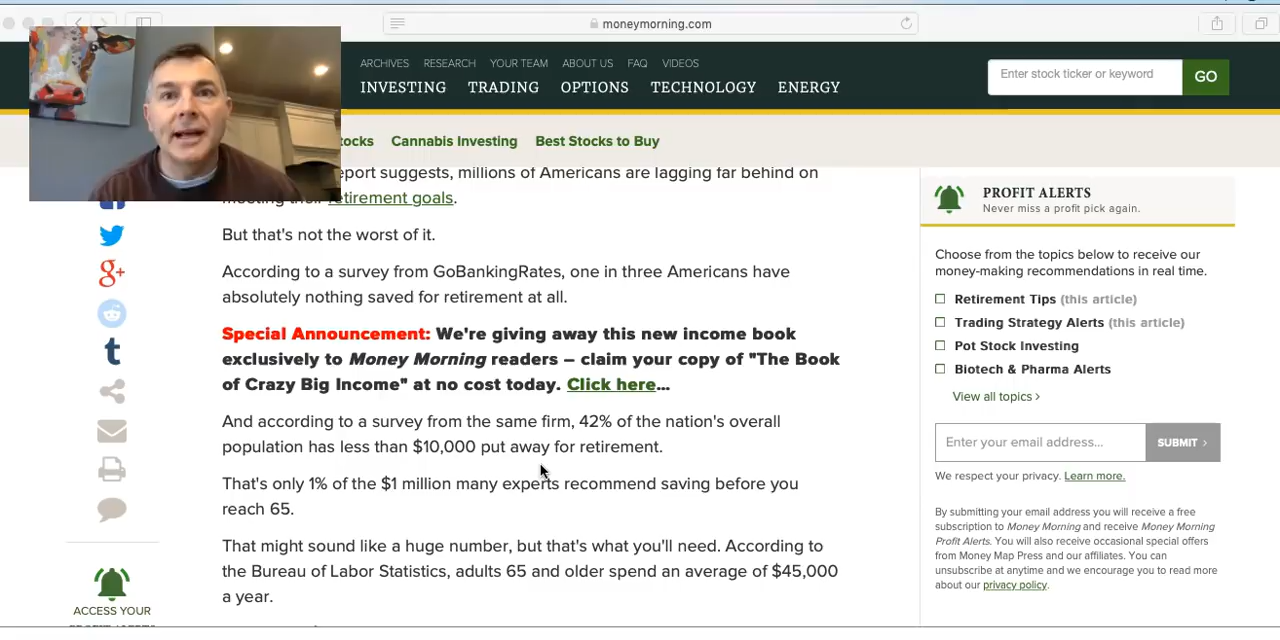 moneymorning.com
ARCHIVES RESEARCH YOUR TEAM ABOUT US FAQ VIDEOS
INVESTING TRADING OPTIONS TECHNOLOGY ENERGY
Enter stock ticker or keyword GO
Cannabis Investing Best Stocks to Buy
suggests, millions of Americans are lagging far behind on
retirement goals.
But that's not the worst of it.
According to a survey from GoBankingRates, one in three Americans have
absolutely nothing saved for retirement at all.
Special Announcement: We're giving away this new income book
exclusively to Money Morning readers – claim your copy of "The Book
of Crazy Big Income" at no cost today. Click here...
And according to a survey from the same firm, 42% of the nation's overall
population has less than $10,000 put away for retirement.
That's only 1% of the $1 million many experts recommend saving before you
reach 65.
That might sound like a huge number, but that's what you'll need. According to
the Bureau of Labor Statistics, adults 65 and older spend an average of $45,000
a year.
ACCESS YOUR
PROFIT ALERTS
Never miss a profit pick again.
Choose from the topics below to receive our
money-making recommendations in real time.
Retirement Tips (this article)
Trading Strategy Alerts (this article)
Pot Stock Investing
Biotech & Pharma Alerts
View all topics ›
Enter your email address... SUBMIT ›
We respect your privacy. Learn more.
By submitting your email address you will receive a free
subscription to Money Morning and receive Money Morning
Profit Alerts. You will also receive occasional special offers
from Money Map Press and our affiliates. You can
unsubscribe at anytime and we encourage you to read more
about our privacy policy.